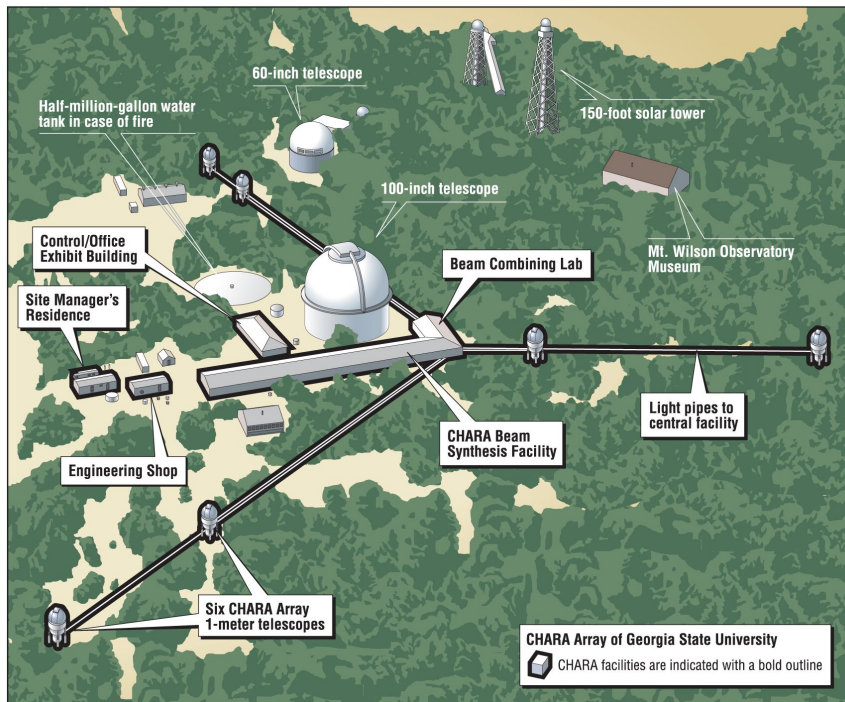 60-inch telescope
Half-million-gallon water
tank in case of fire
150-foot solar tower
100-inch telescope
Control/Office
Exhibit Building
Beam Combining Lab
Mt. Wilson Observatory
Museum
Site Manager's
Residence
Light pipes to
central facility
CHARA Beam
Synthesis Facility
Engineering Shop
Six CHARA Array
1-meter telescopes
CHARA Array of Georgia State University
CHARA facilities are indicated with a bold outline